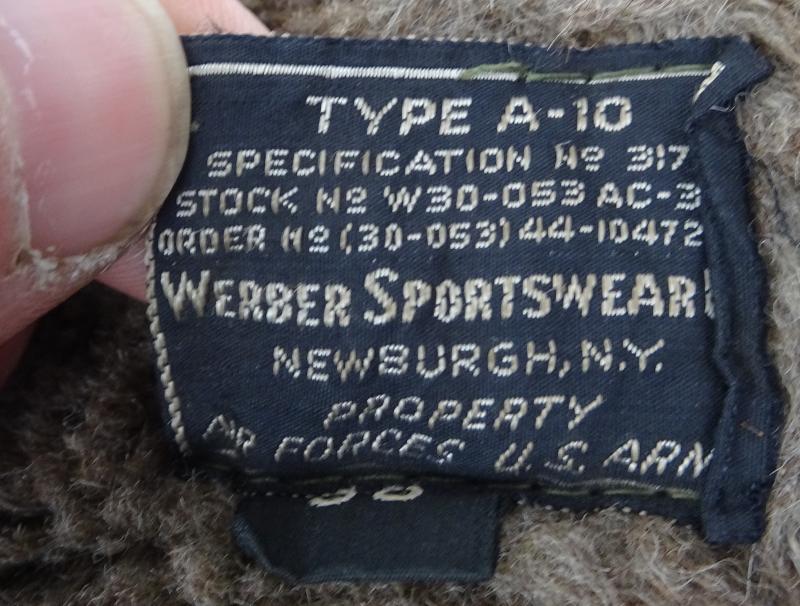 TYPE A-10
SPECIFICATION No 317
STOCK No W30-053 AC-3
ORDER No (30-053) 44-10472
WERBER SPORTSWEAR
NEWBURGH, N.Y.
PROPERTY
AIR FORCES U.S. ARM